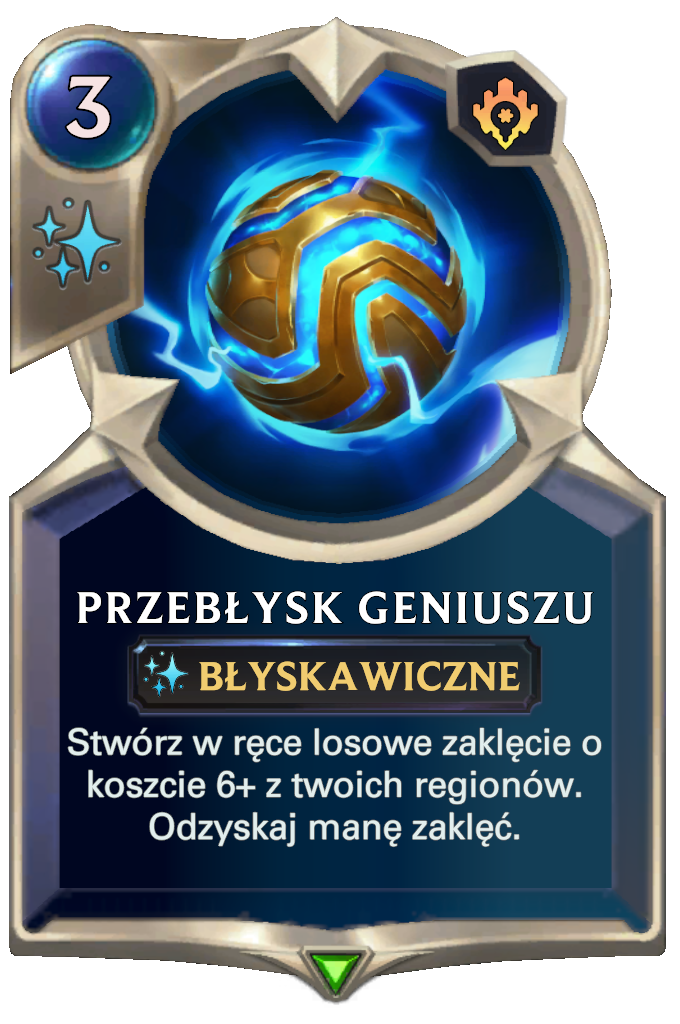 3
PRZEBŁYSK GENIUSZU
BŁYSKAWICZNE
Stwórz w ręce losowe zaklęcie o
koszcie 6+ z twoich regionów.
Odzyskaj manę zaklęć.